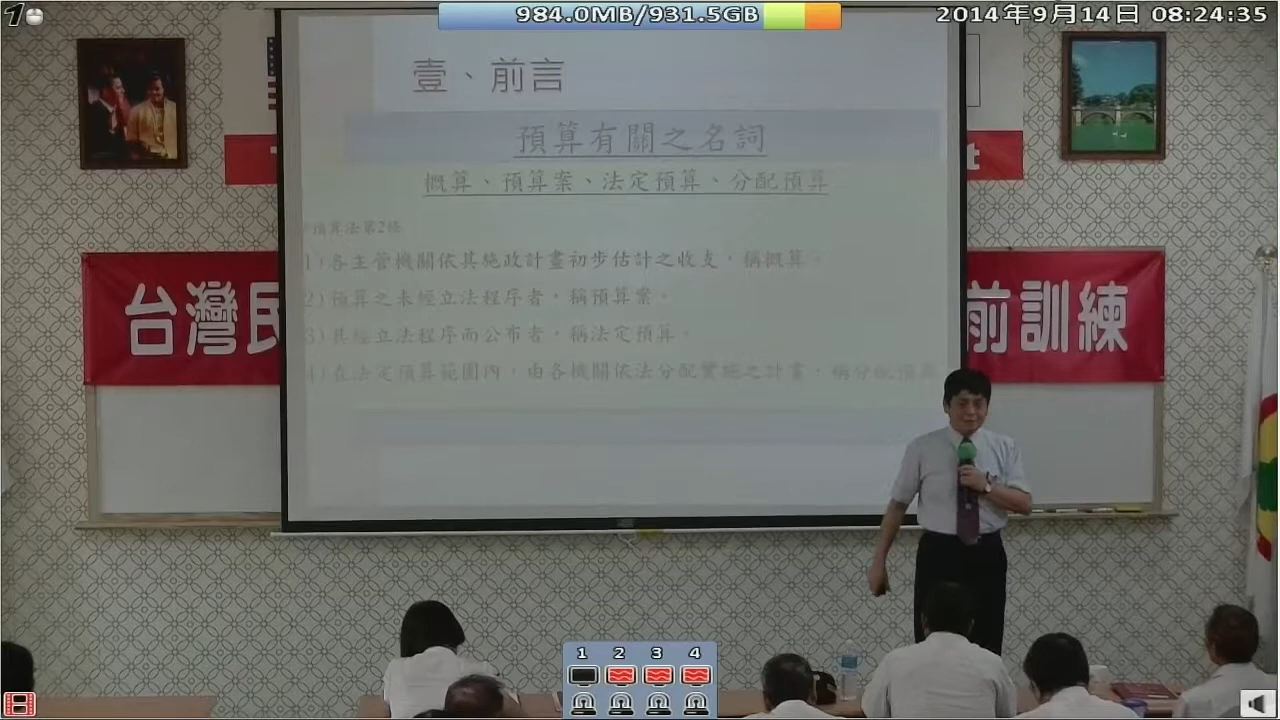 984.0MB/931.5GB
2014年9月14日 08:24:35
壹、前言
預算有關之名詞
概算、預算案、法定預算、分配預算
預算法第2條
1)各主管機關依其施政計畫初步估計之收支，稱概算。
2)預算之未經立法程序者，稱預算案。
3)其經立法程序而公布者，稱法定預算。
4)在法定預算範圍內，由各機關依法分配實施之計畫，稱分配預算
t
台灣民
前訓練
1 2 3 4